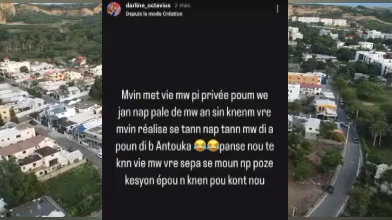 darline_octavius 2 min
Depuis le mode Création
Mvin met vie mw pi privée poum we
jan nap pale de mw an sin knenm vre
mvin réalise se tann nap tann mw di a
poun di b Antouka 😂😂panse nou te
knn vie mw vre sepa se moun np poze
kesyon épou n knen pou kont nou